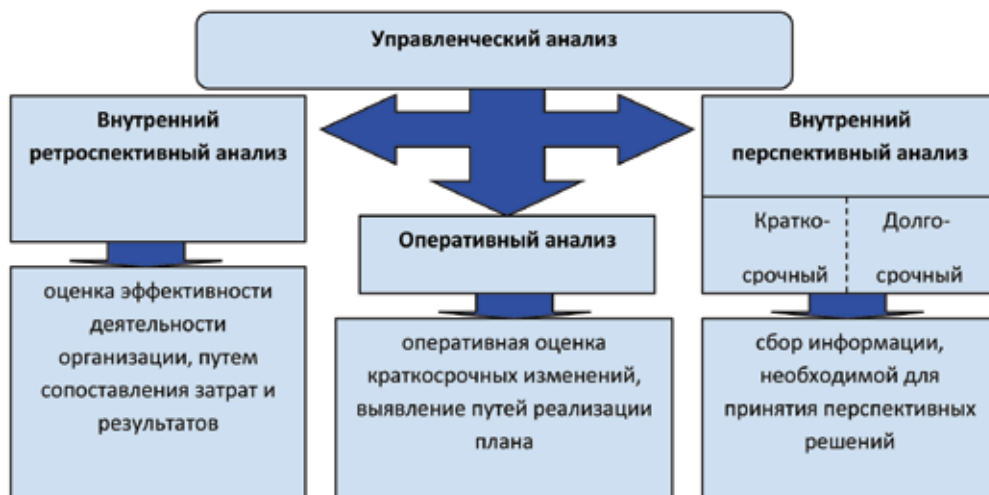 Управленческий анализ
Внутренний
ретроспективный анализ
оценка эффективности
деятельности
организации, путем
сопоставления затрат и
результатов
Оперативный анализ
оперативная оценка
краткосрочных изменений,
выявление путей реализации
плана
Внутренний
перспективный анализ
Кратко-
срочный
Долго-
срочный
сбор информации,
необходимой для
принятия перспективных
решений